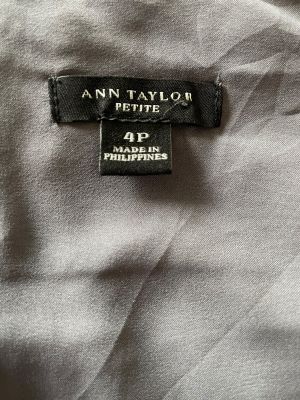 ANN TAYLOR
PETITE
4P
MADE IN
PHILIPPINES